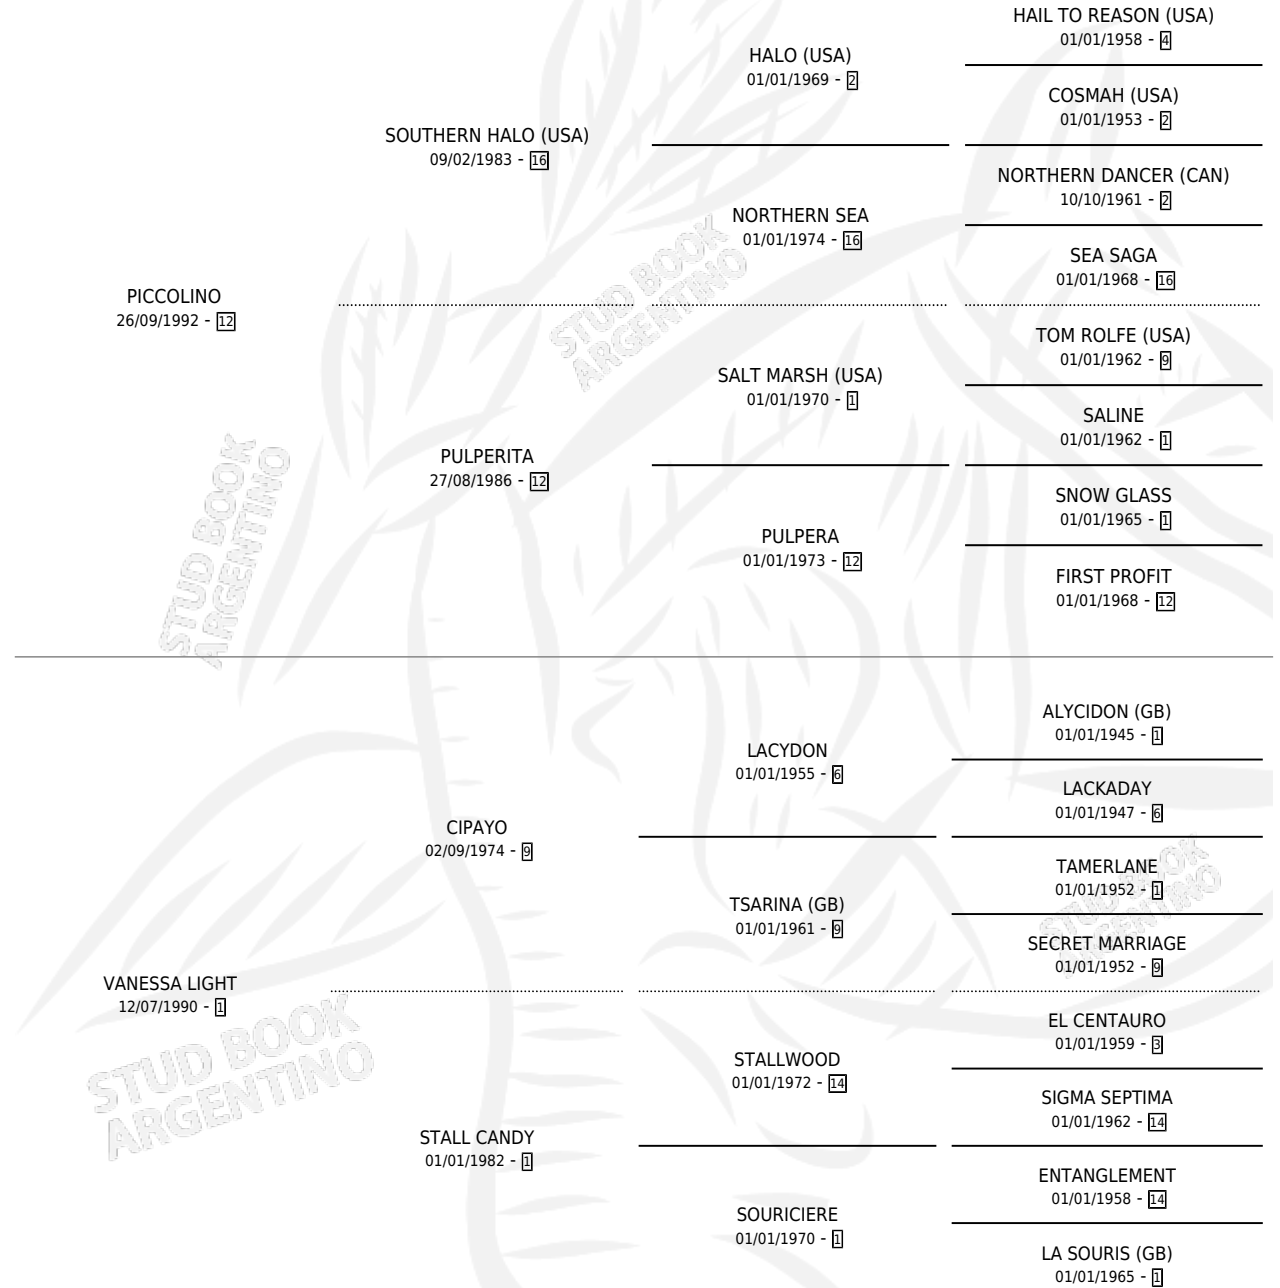 HAIL TO REASON (USA)
01/01/1958 - 4
HALO (USA)
01/01/1969 - 2
COSMAH (USA)
01/01/1953 - 2
SOUTHERN HALO (USA)
09/02/1983 - 16
NORTHERN DANCER (CAN)
10/10/1961 - 2
NORTHERN SEA
01/01/1974 - 16
SEA SAGA
01/01/1968 - 16
PICCOLINO
26/09/1992 - 12
STUD BOOK
ARGENTINO
TOM ROLFE (USA)
01/01/1962 - 9
SALT MARSH (USA)
01/01/1970 - 1
SALINE
01/01/1962 - 1
PULPERITA
27/08/1986 - 12
SNOW GLASS
01/01/1965 - 1
PULPERA
01/01/1973 - 12
FIRST PROFIT
01/01/1968 - 12
STUD BOOK
ARGENTINO
ALYCIDON (GB)
01/01/1945 - 1
LACYDON
01/01/1955 - 6
LACKADAY
01/01/1947 - 6
CIPAYO
02/09/1974 - 9
TAMERLANE
01/01/1952 - 1
TSARINA (GB)
01/01/1961 - 9
SECRET MARRIAGE
01/01/1952 - 9
STUD BOOK
ARGENTINO
VANESSA LIGHT
12/07/1990 - 1
EL CENTAURO
01/01/1959 - 3
STALLWOOD
01/01/1972 - 14
SIGMA SEPTIMA
01/01/1962 - 14
STUD BOOK
ARGENTINO
STALL CANDY
01/01/1982 - 1
ENTANGLEMENT
01/01/1958 - 14
SOURICIERE
01/01/1970 - 1
LA SOURIS (GB)
01/01/1965 - 1